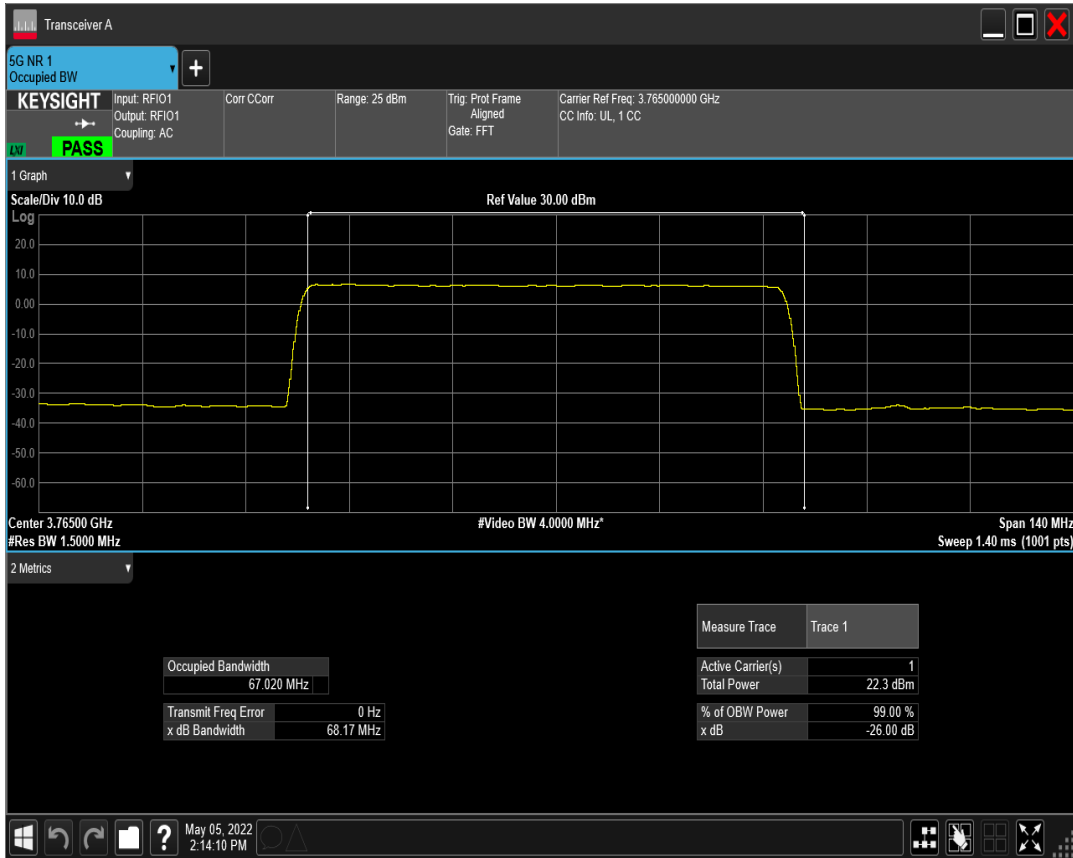 Transceiver A
5G NR 1
Occupied BW
KEYSIGHT
LXI
PASS
Input: RFIO1
Output: RFIO1
Coupling: AC
Corr CCorr
Range: 25 dBm
Trig: Prot Frame
Aligned
Gate: FFT
Carrier Ref Freq: 3.765000000 GHz
CC Info: UL, 1 CC
1 Graph
Scale/Div 10.0 dB
Ref Value 30.00 dBm
Log
20.0
10.0
0.00
-10.0
-20.0
-30.0
-40.0
-50.0
-60.0
Center 3.76500 GHz
#Video BW 4.0000 MHz*
Span 140 MHz
#Res BW 1.5000 MHz
Sweep 1.40 ms (1001 pts)
2 Metrics
Measure Trace Trace 1
Occupied Bandwidth
67.020 MHz
Active Carrier(s) 1
Total Power 22.3 dBm
Transmit Freq Error 0 Hz
x dB Bandwidth 68.17 MHz
% of OBW Power 99.00 %
x dB -26.00 dB
?
May 05, 2022
2:14:10 PM